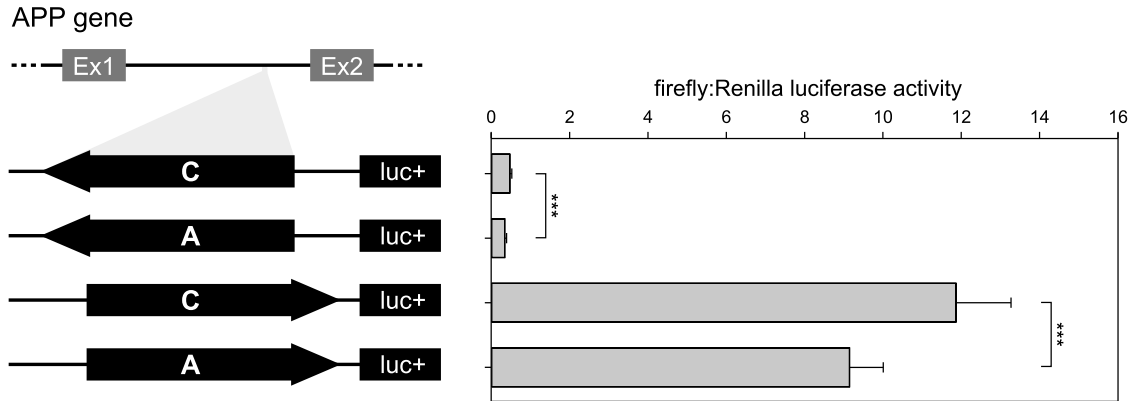 APP gene
Ex1 Ex2
firefly:Renilla luciferase activity
0 2 4 6 8 10 12 14 16
C luc+
***
A luc+
C luc+
***
A luc+